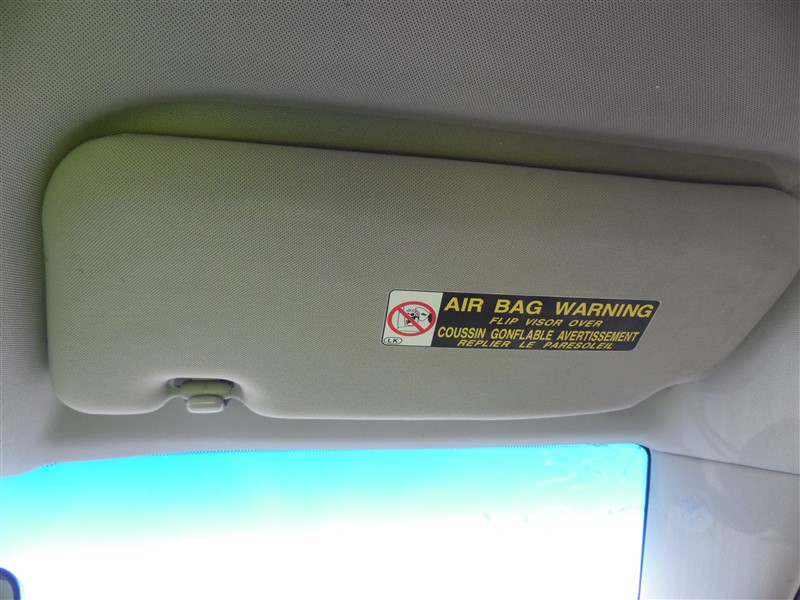 AIR BAG WARNING
FLIP VISOR OVER
COUSSIN GONFLABLE AVERTISSEMENT
REPLIER LE PARESOLEIL
LK